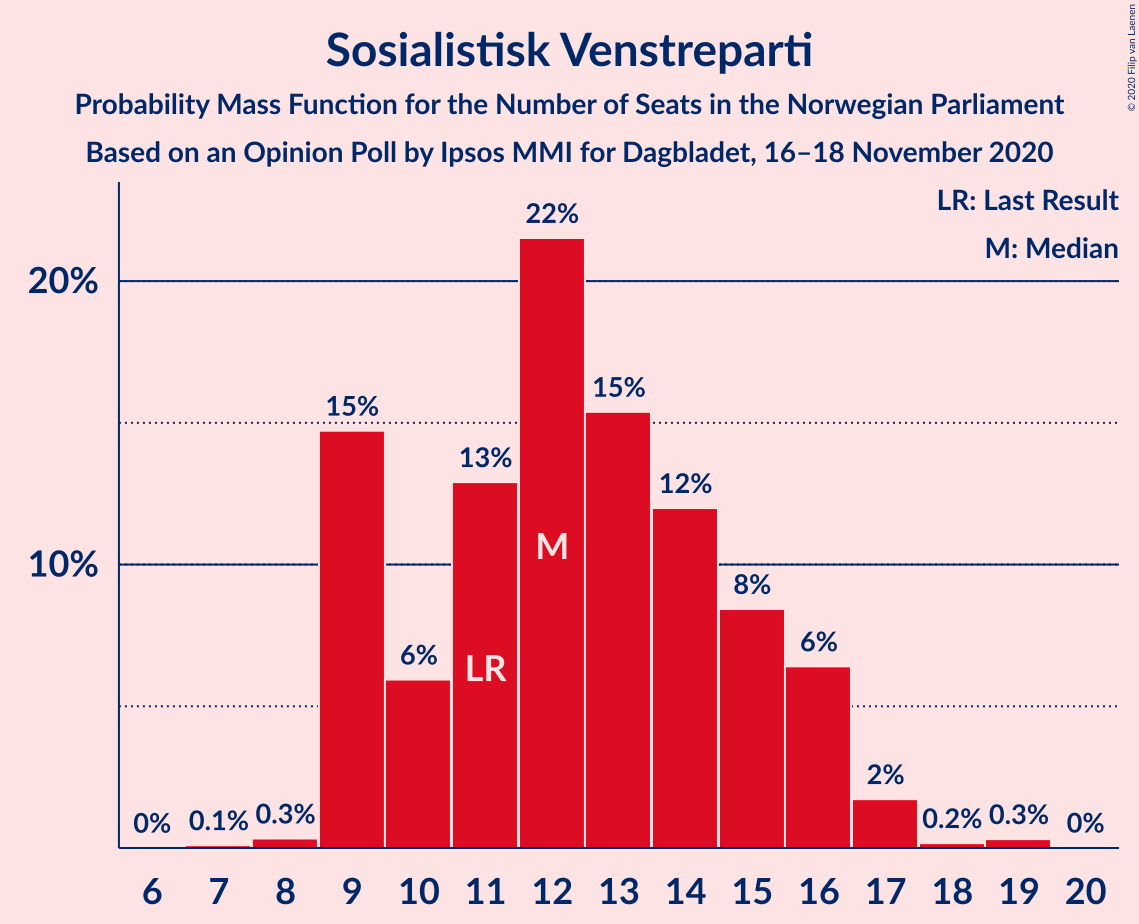 Sosialistisk Venstreparti
Probability Mass Function for the Number of Seats in the Norwegian Parliament
Based on an Opinion Poll by Ipsos MMI for Dagbladet, 16–18 November 2020
© 2020 Filip van Laenen
LR: Last Result
M: Median
20%
10%
0%
0.1%
0.3%
15%
6%
13%
22%
15%
12%
8%
6%
2%
0.2%
0.3%
0%
LR
M
6 7 8 9 10 11 12 13 14 15 16 17 18 19 20